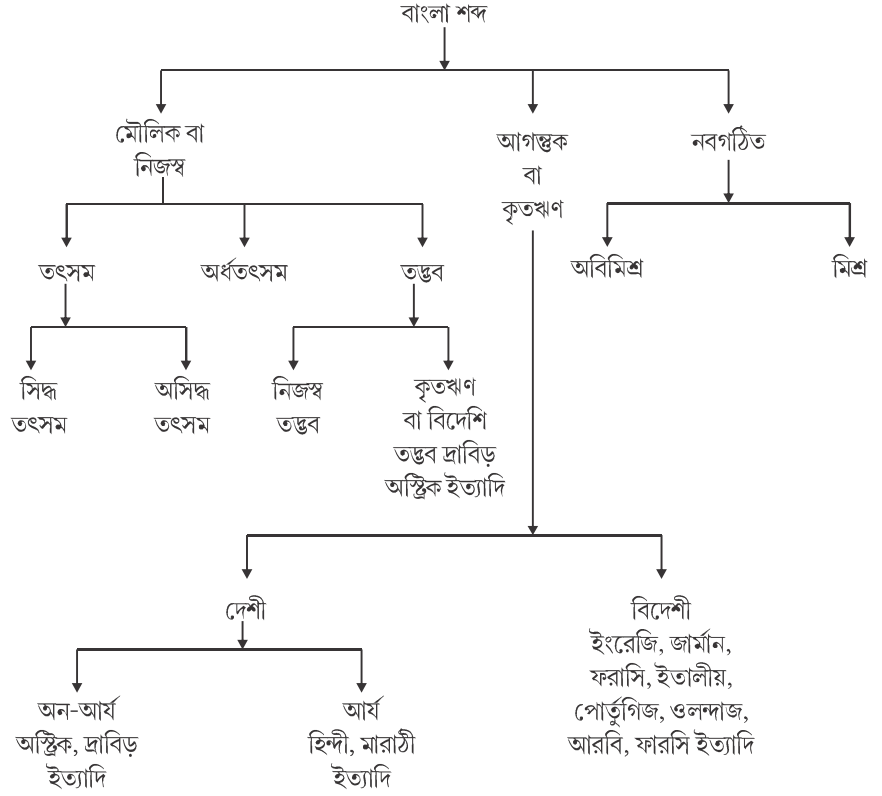 বাংলা শব্দ
মৌলিক বা
নিজস্ব
আগন্তুক
বা
কৃতঋণ
নবগঠিত
তৎসম
অর্ধতৎসম
তদ্ভব
অবিমিশ্র
মিশ্র
সিদ্ধ
তৎসম
অসিদ্ধ
তৎসম
নিজস্ব
তদ্ভব
কৃতঋণ
বা বিদেশি
তদ্ভব দ্রাবিড়
অস্ট্রিক ইত্যাদি
দেশী
বিদেশী
ইংরেজি, জার্মান,
ফরাসি, ইতালীয়,
পোর্তুগিজ, ওলন্দাজ,
আরবি, ফারসি ইত্যাদি
অন-আর্য
অস্ট্রিক, দ্রাবিড়
ইত্যাদি
আর্য
হিন্দী, মারাঠী
ইত্যাদি